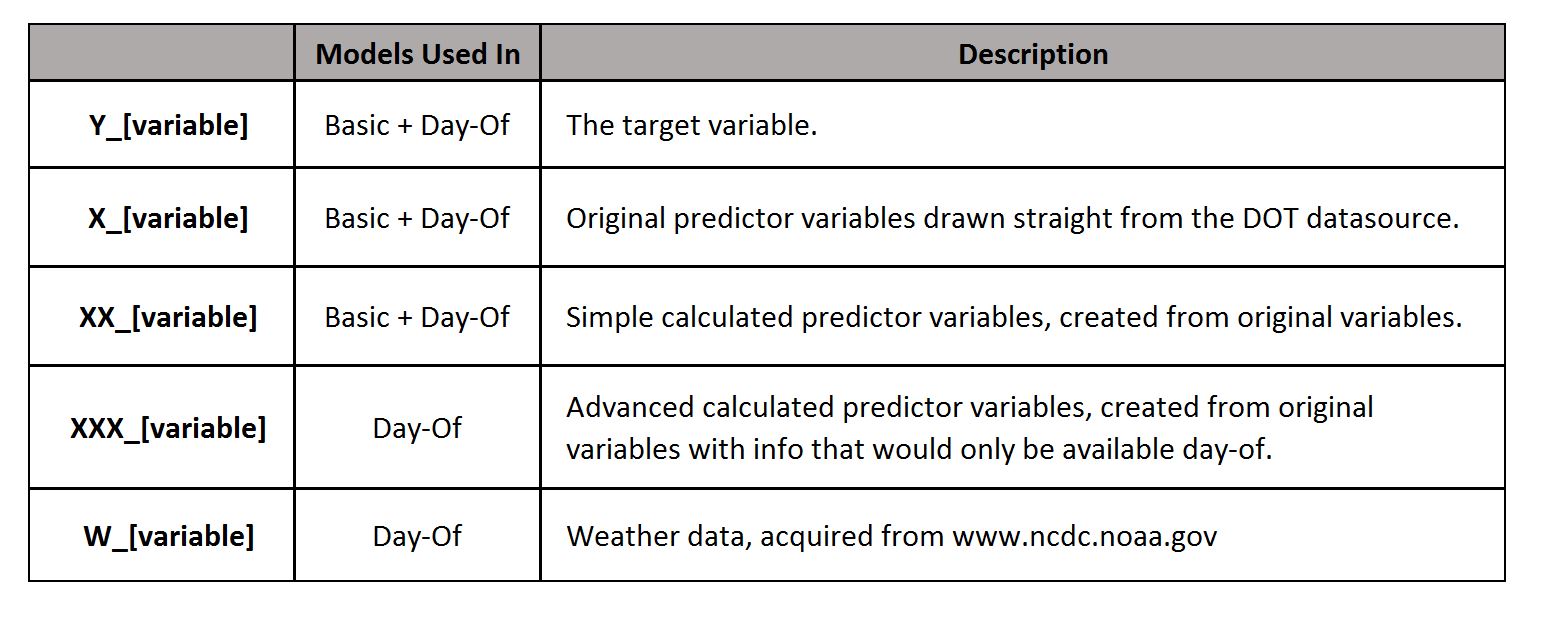 Models Used In Description
Y_[variable] Basic + Day-Of The target variable.
X_[variable] Basic + Day-Of Original predictor variables drawn straight from the DOT datasource.
XX_[variable] Basic + Day-Of Simple calculated predictor variables, created from original variables.
XXX_[variable] Day-Of Advanced calculated predictor variables, created from original
variables with info that would only be available day-of.
W_[variable] Day-Of Weather data, acquired from www.ncdc.noaa.gov